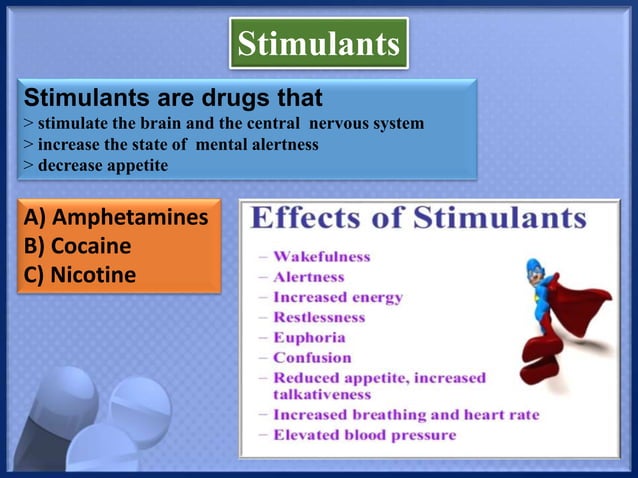 Stimulants
Stimulants are drugs that
> stimulate the brain and the central nervous system
> increase the state of mental alertness
> decrease appetite
A) Amphetamines
B) Cocaine
C) Nicotine
Effects of Stimulants
– Wakefulness
– Alertness
– Increased energy
– Restlessness
– Euphoria
– Confusion
– Reduced appetite, increased
talkativeness
– Increased breathing and heart rate
– Elevated blood pressure